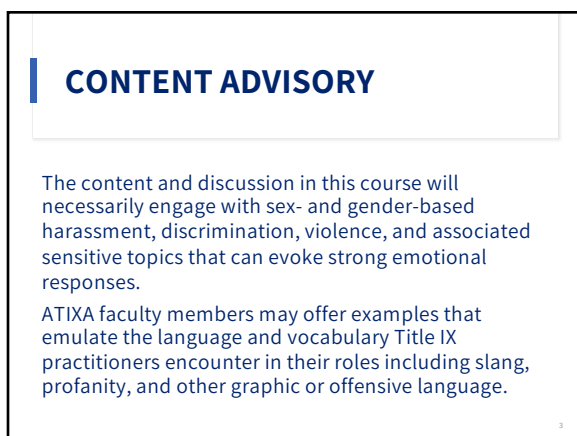 CONTENT ADVISORY
The content and discussion in this course will
necessarily engage with sex- and gender-based
harassment, discrimination, violence, and associated
sensitive topics that can evoke strong emotional
responses.
ATIXA faculty members may offer examples that
emulate the language and vocabulary Title IX
practitioners encounter in their roles including slang,
profanity, and other graphic or offensive language.
3